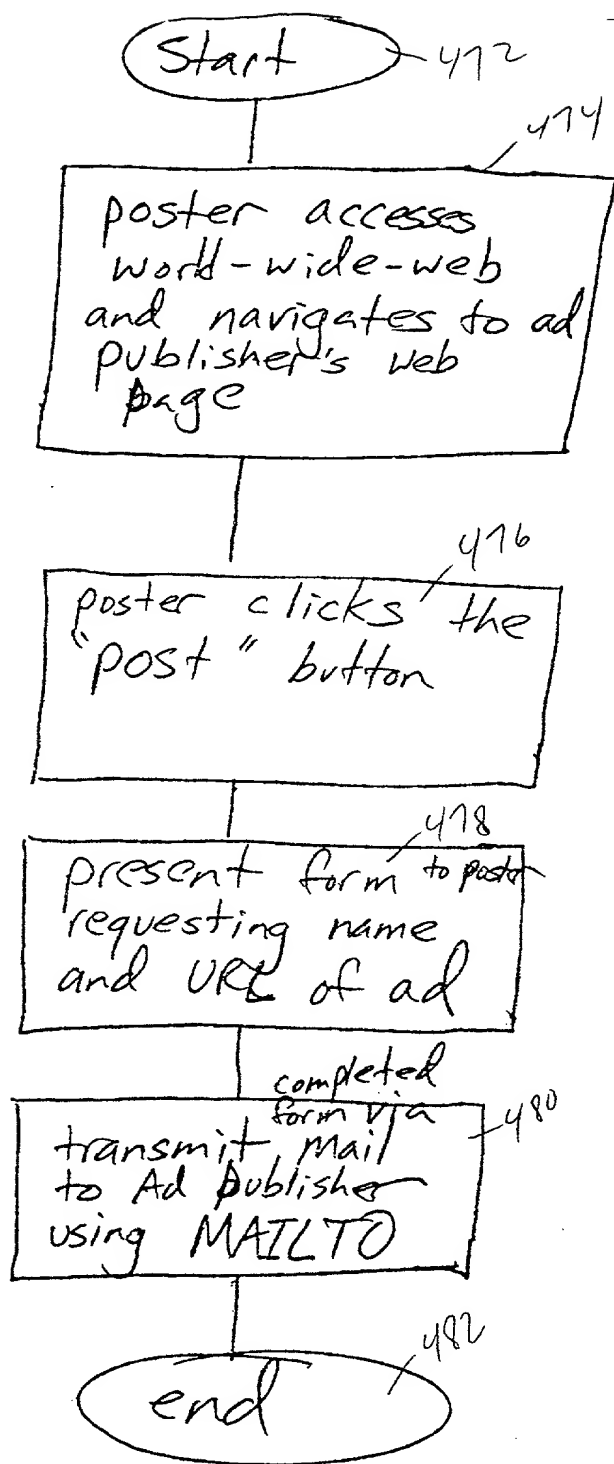 Start 472
474
poster accesses
world-wide-web
and navigates to ad
publisher's web
page
476
poster clicks the
"post" button
478
present form to poster
requesting name
and URL of ad
completed
form via
transmit mail 480
to Ad publisher
using MAILTO
482
end